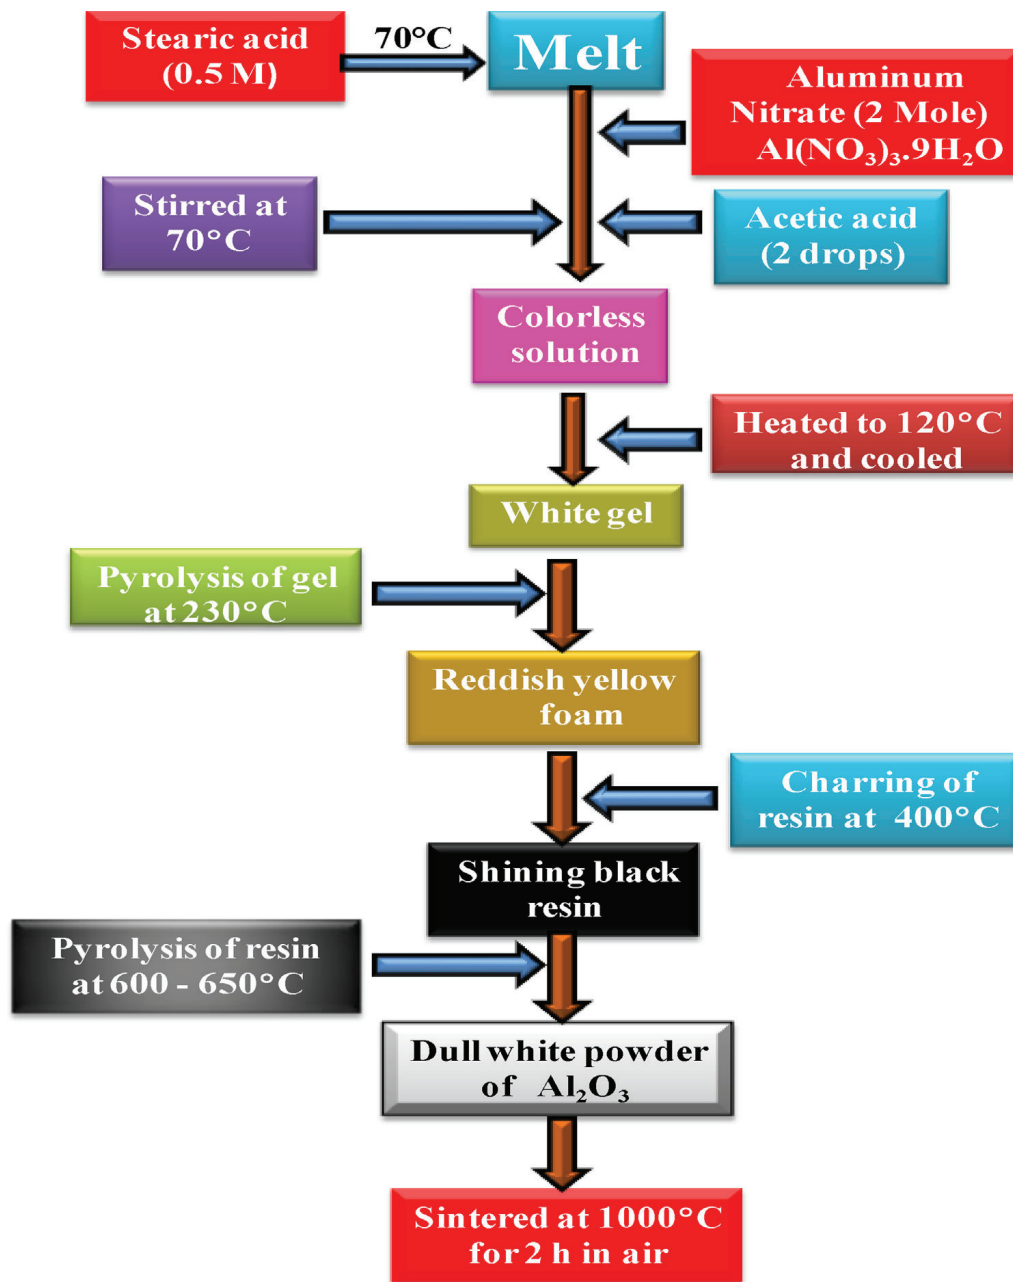 Stearic acid
(0.5 M)
70°C
Melt
Aluminum
Nitrate (2 Mole)
Al(NO₃)₃.9H₂O
Stirred at
70°C
Acetic acid
(2 drops)
Colorless
solution
Heated to 120°C
and cooled
White gel
Pyrolysis of gel
at 230°C
Reddish yellow
foam
Charring of
resin at 400°C
Shining black
resin
Pyrolysis of resin
at 600 - 650°C
Dull white powder
of Al₂O₃
Sintered at 1000°C
for 2 h in air